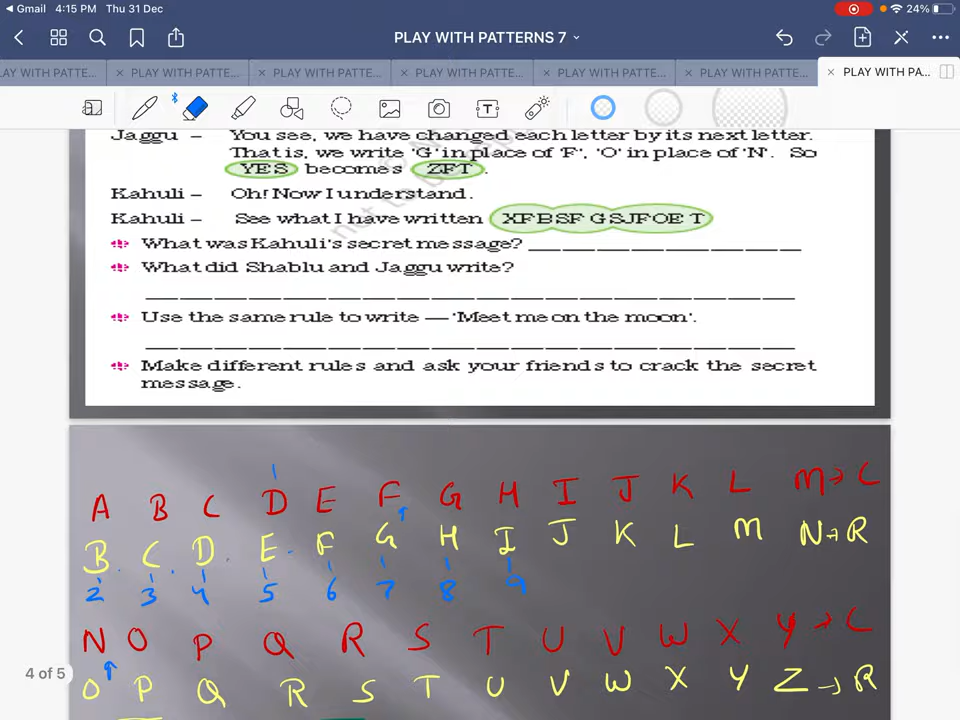 Gmail 4:15 PM Thu 31 Dec 24%
PLAY WITH PATTERNS 7
LAY WITH PATTE... PLAY WITH PATTE... PLAY WITH PATTE... PLAY WITH PATTE... PLAY WITH PATTE... PLAY WITH PATTE... PLAY WITH PA...
Jaggu – You see, we have changed each letter by its next letter.
That is, we write 'G' in place of 'F', 'O' in place of 'N'. So
YES becomes ZFT.
Kahuli – Oh! Now I understand.
Kahuli – See what I have written XFBSF GSJFOE T
What was Kahuli's secret message?
What did Shablu and Jaggu write?
Use the same rule to write — 'Meet me on the moon'.
Make different rules and ask your friends to crack the secret
message.
A B C D E F G H I J K L M → C
B C D E F G H I J K L M N → R
2 3 4 5 6 7 8 9
N O P Q R S T U V W X Y → C
O P Q R S T U V W X Y Z → R
4 of 5